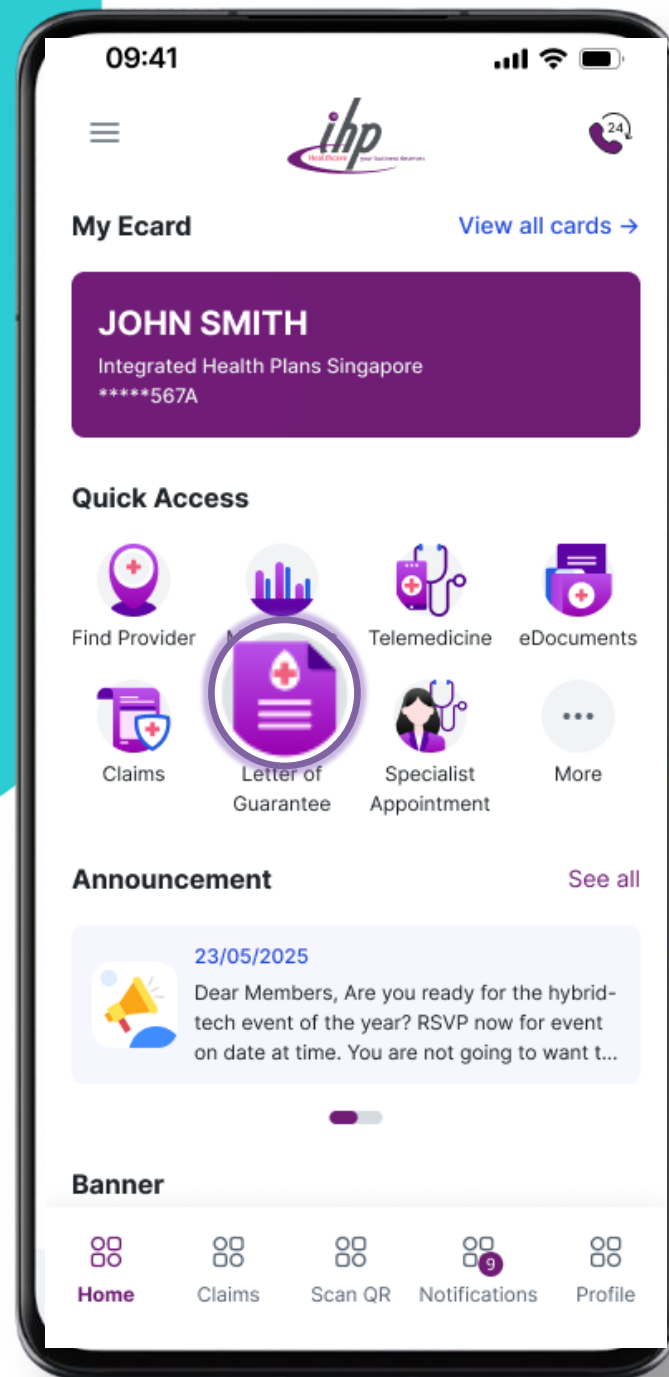 09:41
ihp
Healthcare your business deserves
24
My Ecard
View all cards →
JOHN SMITH
Integrated Health Plans Singapore
*****567A
Quick Access
Find Provider
Telemedicine
eDocuments
Claims
Letter of
Guarantee
Specialist
Appointment
More
Announcement
See all
23/05/2025
Dear Members, Are you ready for the hybrid-
tech event of the year? RSVP now for event
on date at time. You are not going to want t...
Banner
9
Home
Claims
Scan QR
Notifications
Profile